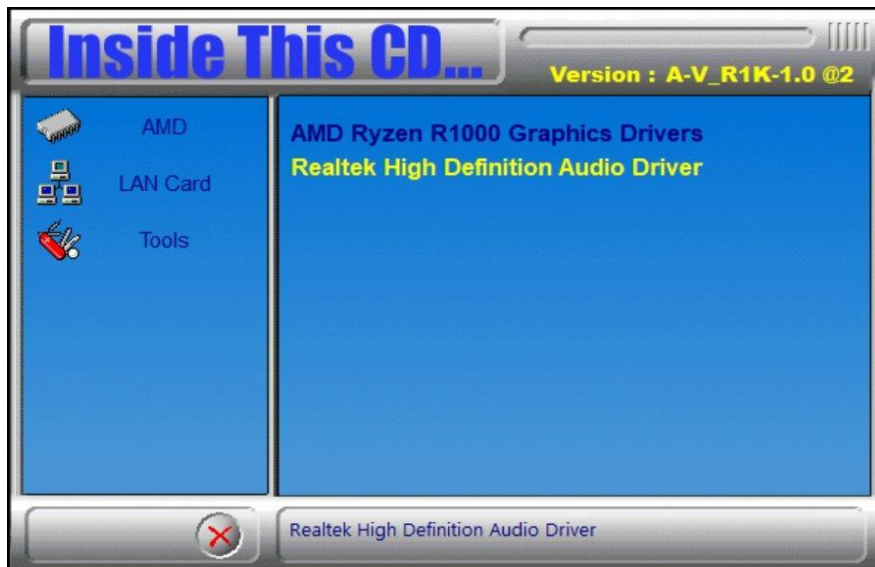 Inside This CD...
Version : A-V_R1K-1.0 @2
AMD
LAN Card
Tools
AMD Ryzen R1000 Graphics Drivers
Realtek High Definition Audio Driver
Realtek High Definition Audio Driver